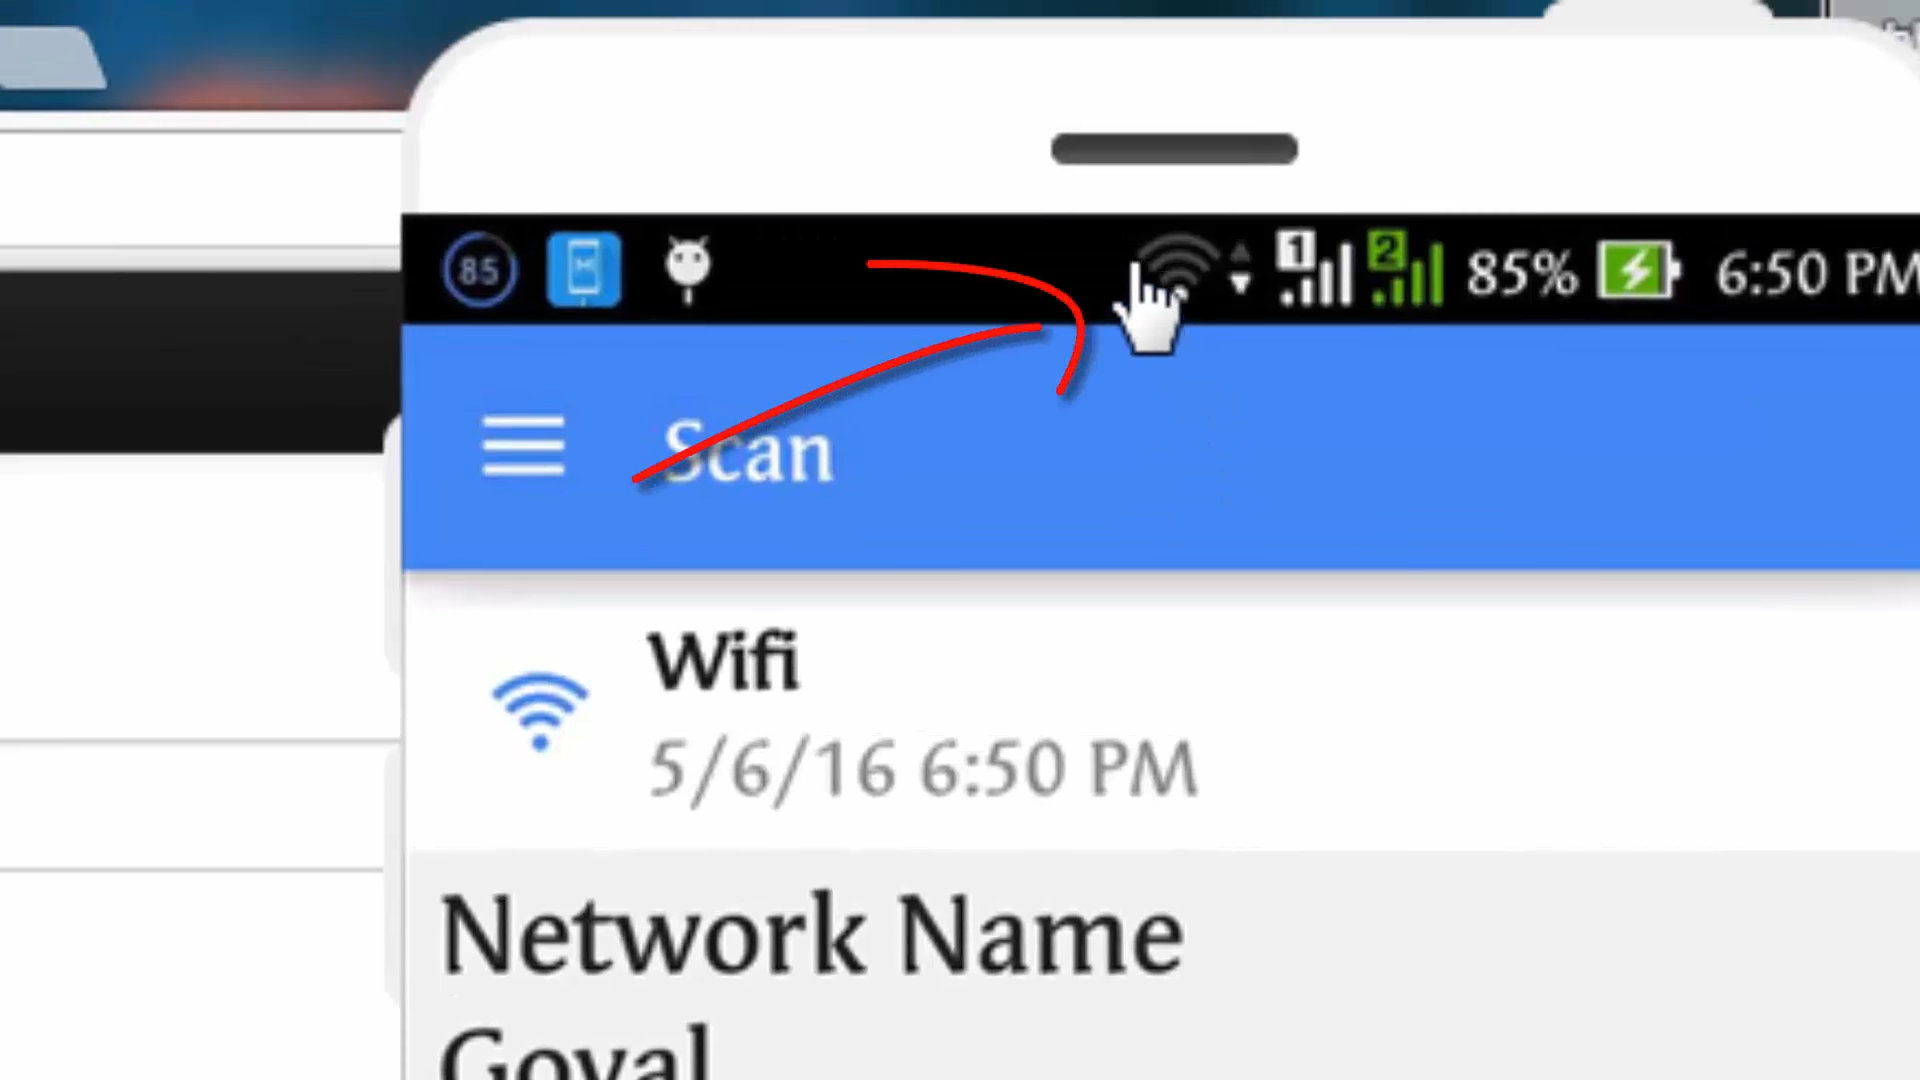 85 1 2 85% 6:50 PM
Scan
Wifi
5/6/16 6:50 PM
Network Name
Goyal